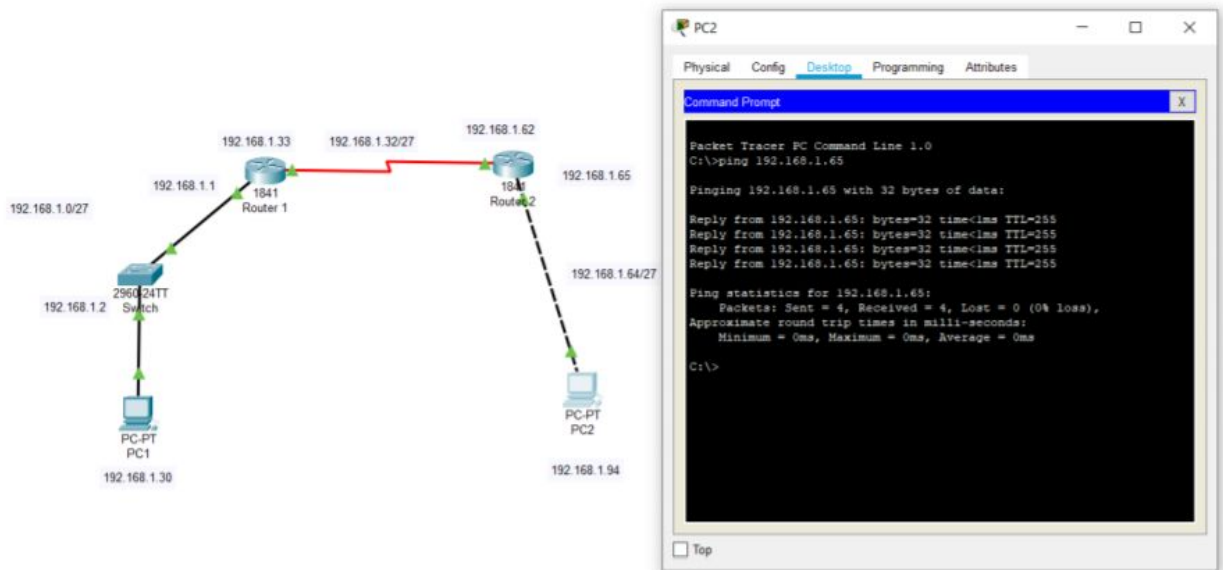 192.168.1.62
192.168.1.33
192.168.1.32/27
192.168.1.65
192.168.1.1
1841
Router 1
1841
Router 2
192.168.1.0/27
192.168.1.64/27
2960-24TT
Switch
192.168.1.2
PC-PT
PC1
192.168.1.30
PC-PT
PC2
192.168.1.94
PC2
Physical Config Desktop Programming Attributes
Command Prompt
X
Packet Tracer PC Command Line 1.0
C:\>ping 192.168.1.65
Pinging 192.168.1.65 with 32 bytes of data:
Reply from 192.168.1.65: bytes=32 time<1ms TTL=255
Reply from 192.168.1.65: bytes=32 time<1ms TTL=255
Reply from 192.168.1.65: bytes=32 time<1ms TTL=255
Reply from 192.168.1.65: bytes=32 time<1ms TTL=255
Ping statistics for 192.168.1.65:
Packets: Sent = 4, Received = 4, Lost = 0 (0% loss),
Approximate round trip times in milli-seconds:
Minimum = 0ms, Maximum = 0ms, Average = 0ms
C:\>
Top